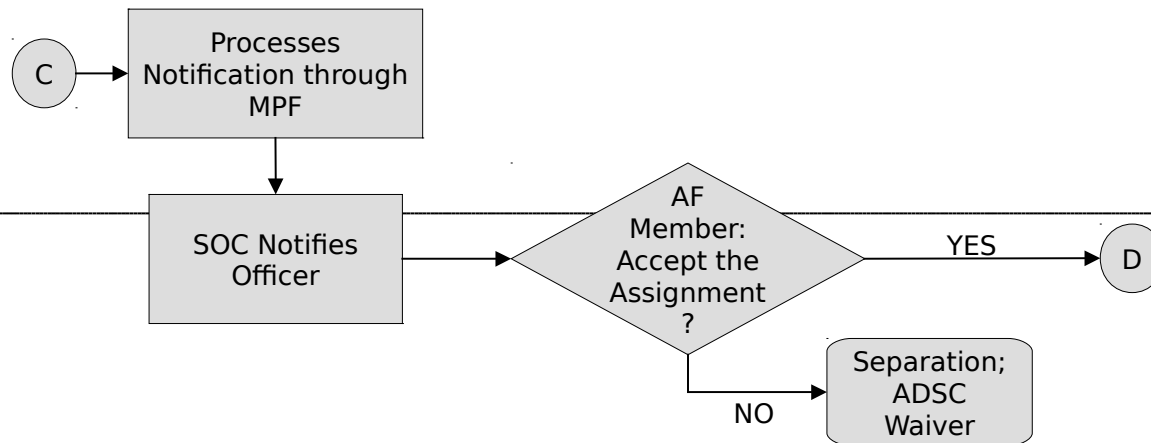 C
Processes
Notification through
MPF
SOC Notifies
Officer
AF
Member:
Accept the
Assignment
?
YES
D
NO
Separation;
ADSC
Waiver